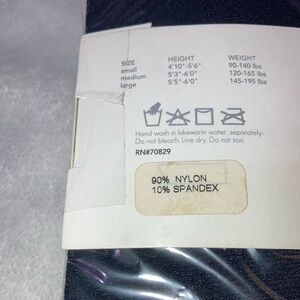 SIZE HEIGHT WEIGHT
small 4'10"-5'6" 90-140 lbs
medium 5'3"-6'0" 120-165 lbs
large 5'5"-6'0" 145-195 lbs
Hand wash in lukewarm water, separately.
Do not bleach. Line dry. Do not iron.
RN#70829
90% NYLON
10% SPANDEX